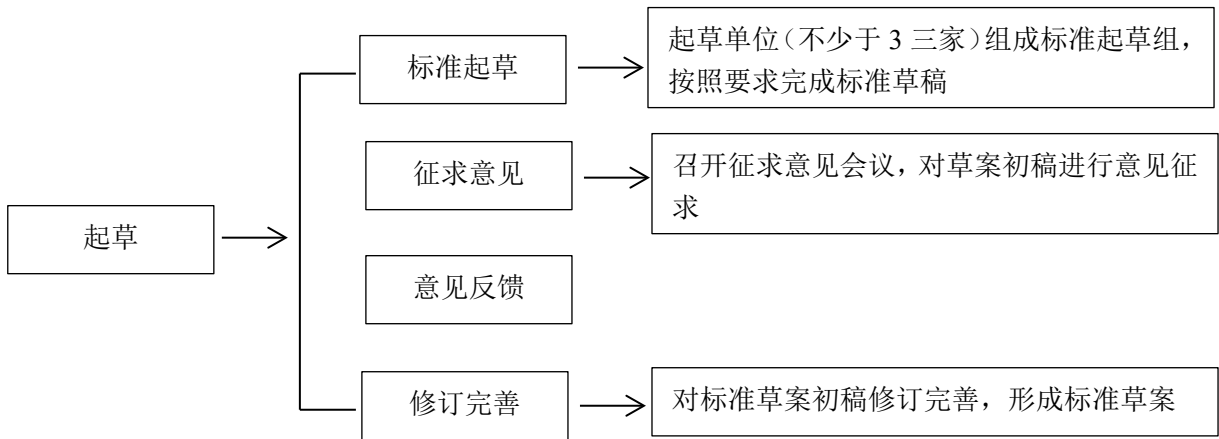 标准起草
起草单位（不少于 3 三家）组成标准起草组，
按照要求完成标准草稿
征求意见
召开征求意见会议，对草案初稿进行意见征
求
起草
意见反馈
修订完善
对标准草案初稿修订完善，形成标准草案